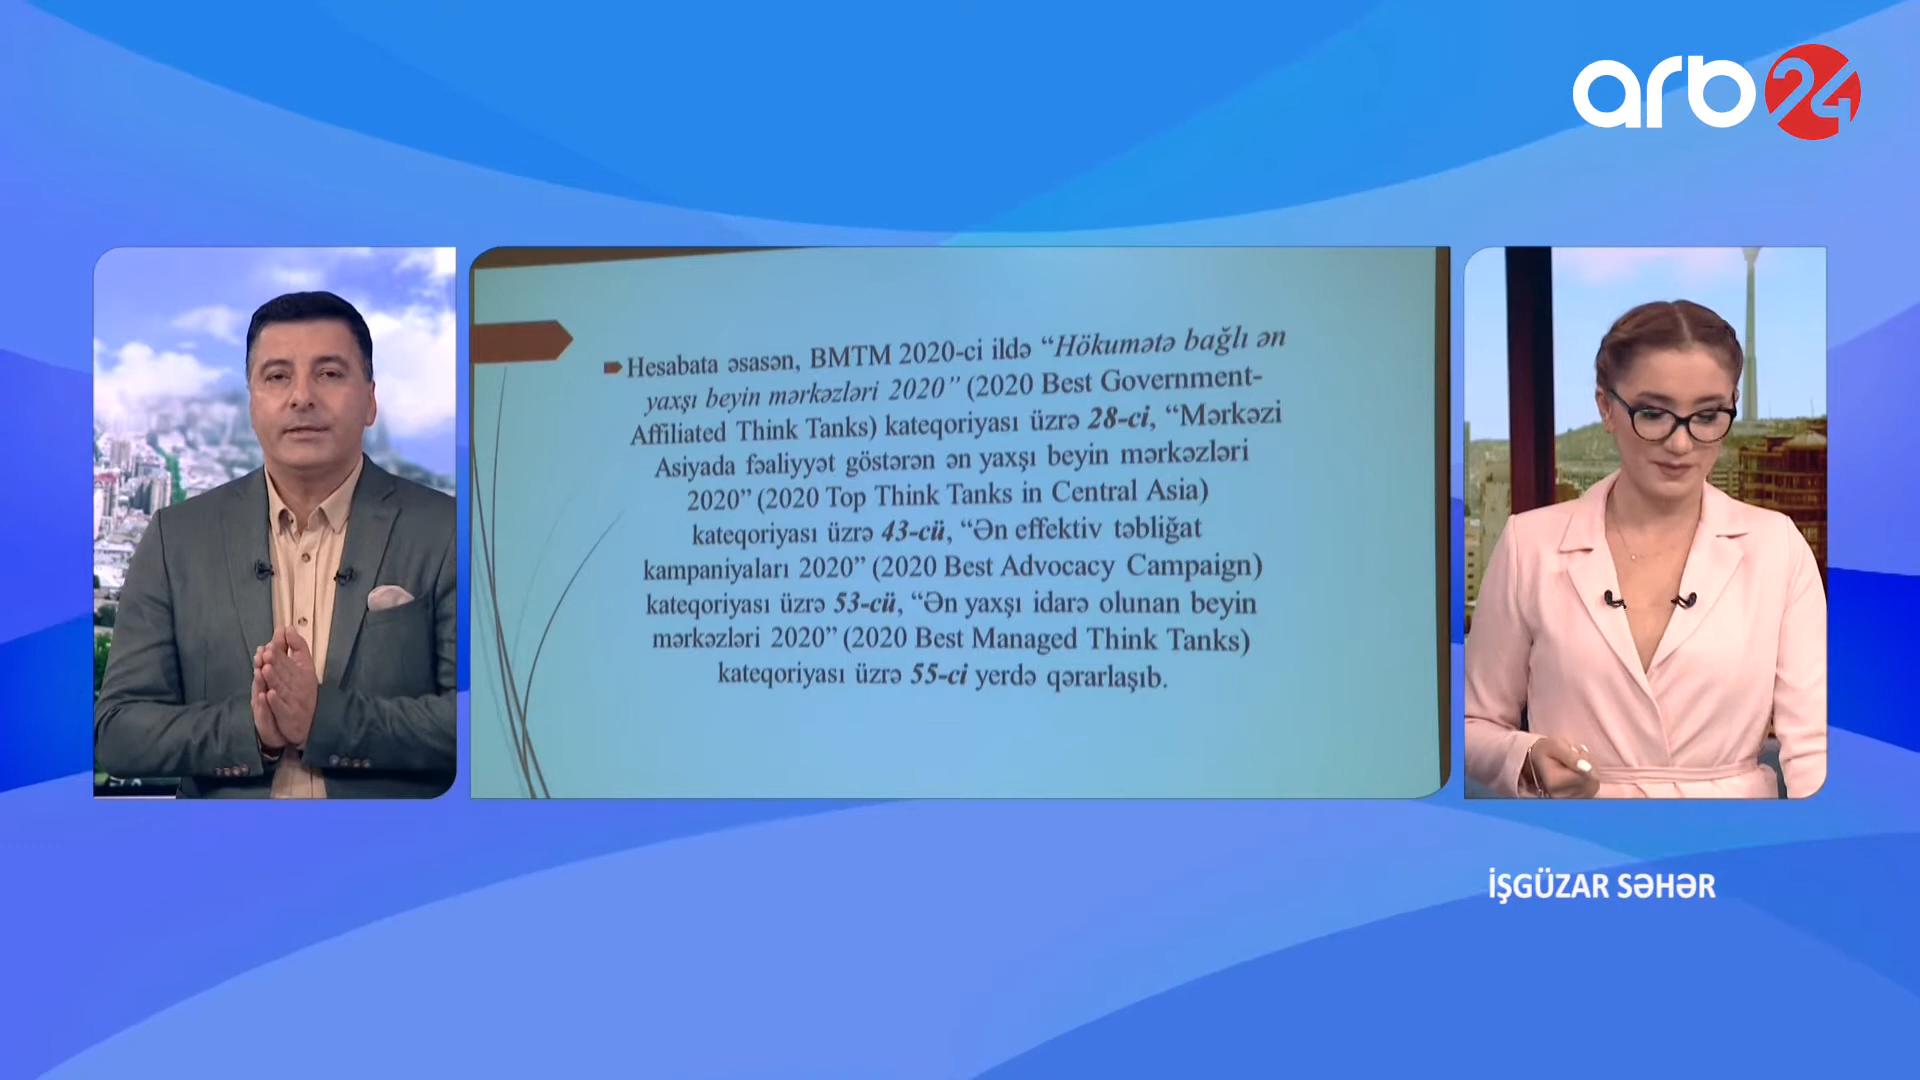 arb24
Hesabata əsasən, BMTM 2020-ci ildə “Hökumətə bağlı ən
yaxşı beyin mərkəzləri 2020” (2020 Best Government-
Affiliated Think Tanks) kateqoriyası üzrə 28-ci, “Mərkəzi
Asiyada fəaliyyət göstərən ən yaxşı beyin mərkəzləri
2020” (2020 Top Think Tanks in Central Asia)
kateqoriyası üzrə 43-cü, “Ən effektiv təbliğat
kampaniyaları 2020” (2020 Best Advocacy Campaign)
kateqoriyası üzrə 53-cü, “Ən yaxşı idarə olunan beyin
mərkəzləri 2020” (2020 Best Managed Think Tanks)
kateqoriyası üzrə 55-ci yerdə qərarlaşıb.
İŞGÜZAR SƏHƏR